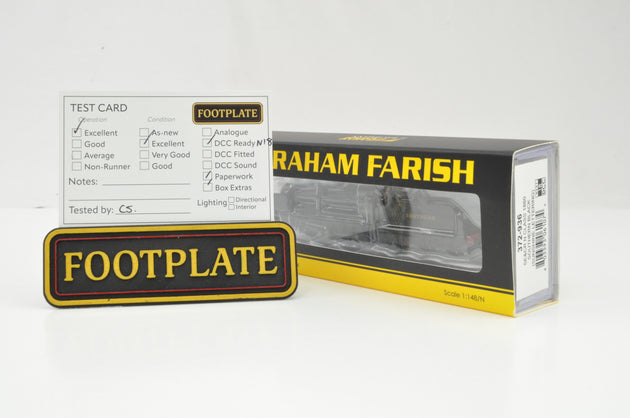 TEST CARD
FOOTPLATE
Operation
Excellent
Good
Average
Non-Runner
Condition
As-new
Excellent
Very Good
Good
Analogue
DCC Ready N18
DCC Fitted
DCC Sound
Paperwork
Box Extras
Notes:
Lighting
Directional
Interior
Tested by: CS.
FOOTPLATE
RAHAM FARISH
SOUTHERN
Scale 1:148/N
372-936